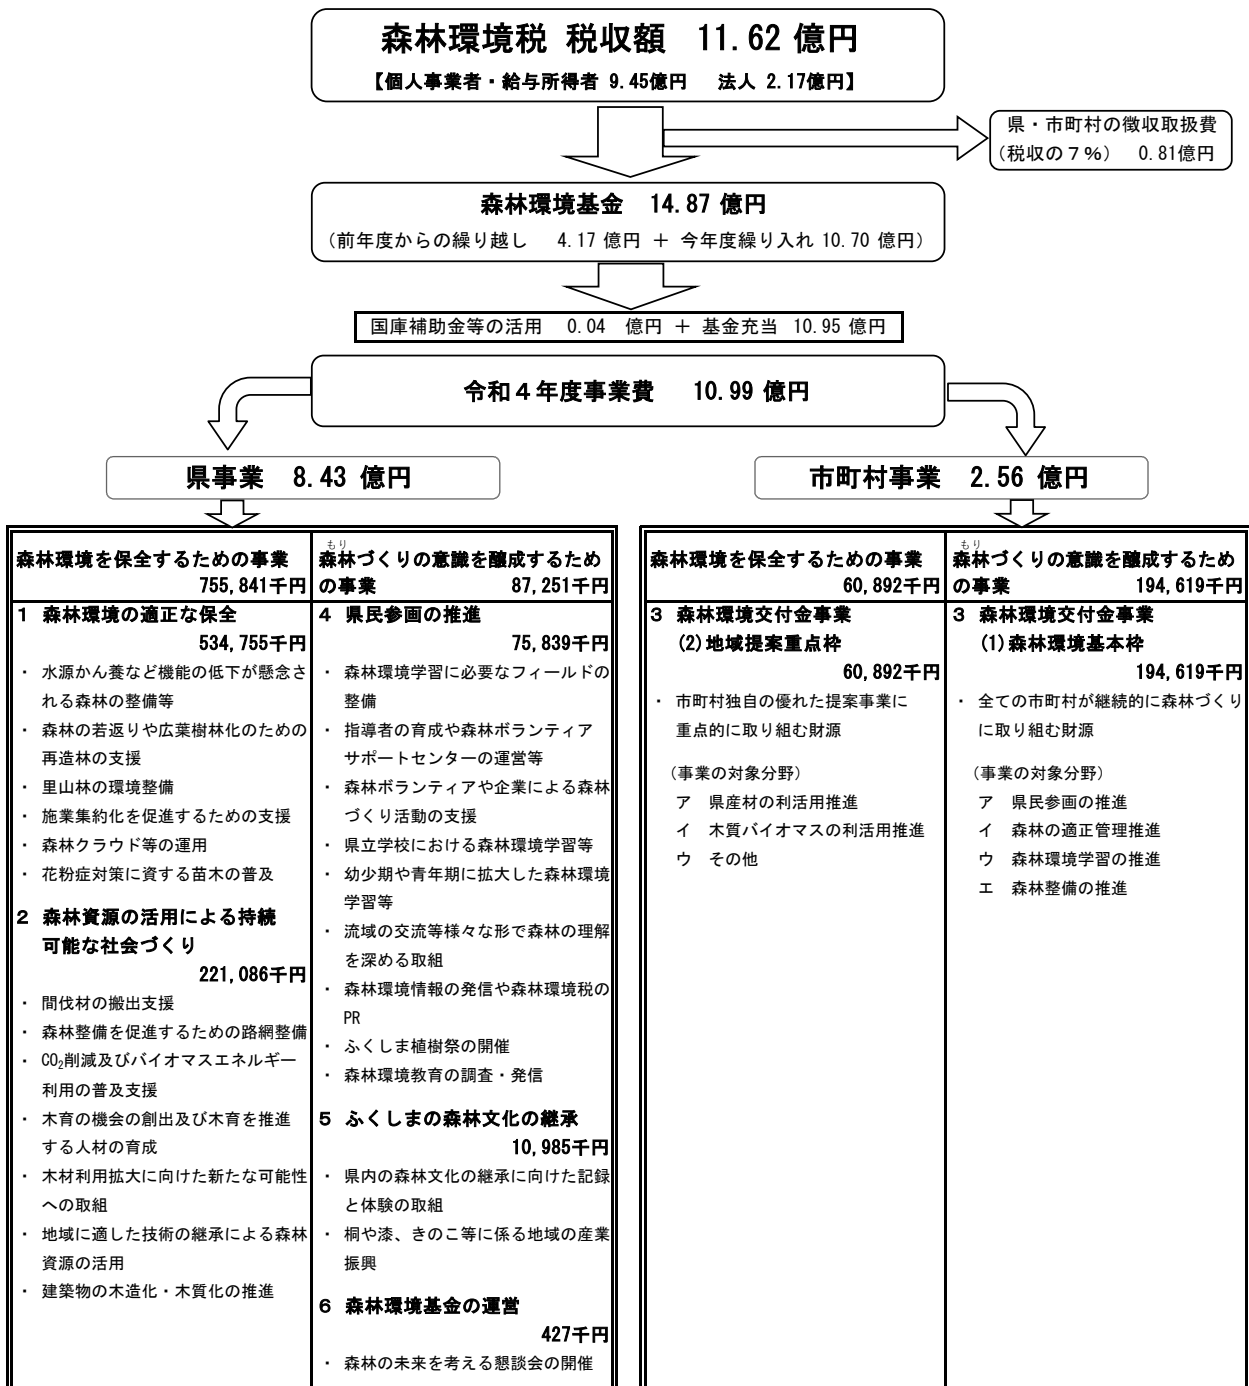 森林環境税 税収額 11.62 億円
【個人事業者・給与所得者 9.45億円 法人 2.17億円】
県・市町村の徴収取扱費
(税収の７％) 0.81億円
森林環境基金 14.87 億円
(前年度からの繰り越し 4.17 億円 ＋ 今年度繰り入れ 10.70 億円)
国庫補助金等の活用 0.04 億円 ＋ 基金充当 10.95 億円
令和４年度事業費 10.99 億円
県事業 8.43 億円
森林環境を保全するための事業
755,841千円
１ 森林環境の適正な保全
534,755千円
・ 水源かん養など機能の低下が懸念さ
れる森林の整備等
・ 森林の若返りや広葉樹林化のための
再造林の支援
・ 里山林の環境整備
・ 施業集約化を促進するための支援
・ 森林クラウド等の運用
・ 花粉症対策に資する苗木の普及
２ 森林資源の活用による持続
可能な社会づくり
221,086千円
・ 間伐材の搬出支援
・ 森林整備を促進するための路網整備
・ CO₂削減及びバイオマスエネルギー
利用の普及支援
・ 木育の機会の創出及び木育を推進
する人材の育成
・ 木材利用拡大に向けた新たな可能性
への取組
・ 地域に適した技術の継承による森林
資源の活用
・ 建築物の木造化・木質化の推進
もり
森林づくりの意識を醸成するため
の事業 87,251千円
４ 県民参画の推進
75,839千円
・ 森林環境学習に必要なフィールドの
整備
・ 指導者の育成や森林ボランティア
サポートセンターの運営等
・ 森林ボランティアや企業による森林
づくり活動の支援
・ 県立学校における森林環境学習等
・ 幼少期や青年期に拡大した森林環境
学習等
・ 流域の交流等様々な形で森林の理解
を深める取組
・ 森林環境情報の発信や森林環境税の
PR
・ ふくしま植樹祭の開催
・ 森林環境教育の調査・発信
５ ふくしまの森林文化の継承
10,985千円
・ 県内の森林文化の継承に向けた記録
と体験の取組
・ 桐や漆、きのこ等に係る地域の産業
振興
６ 森林環境基金の運営
427千円
・ 森林の未来を考える懇談会の開催
市町村事業 2.56 億円
森林環境を保全するための事業
60,892千円
３ 森林環境交付金事業
(2)地域提案重点枠
60,892千円
・ 市町村独自の優れた提案事業に
重点的に取り組む財源
（事業の対象分野）
ア 県産材の利活用推進
イ 木質バイオマスの利活用推進
ウ その他
もり
森林づくりの意識を醸成するため
の事業 194,619千円
３ 森林環境交付金事業
(1)森林環境基本枠
194,619千円
・ 全ての市町村が継続的に森林づくり
に取り組む財源
（事業の対象分野）
ア 県民参画の推進
イ 森林の適正管理推進
ウ 森林環境学習の推進
エ 森林整備の推進